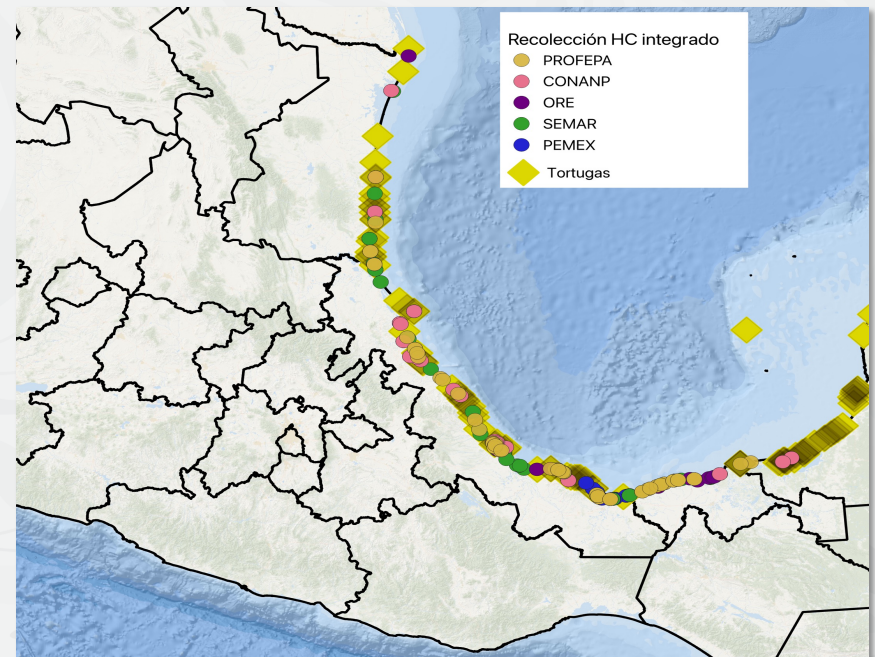 Recolección HC integrado
PROFEPA
CONANP
ORE
SEMAR
PEMEX
Tortugas